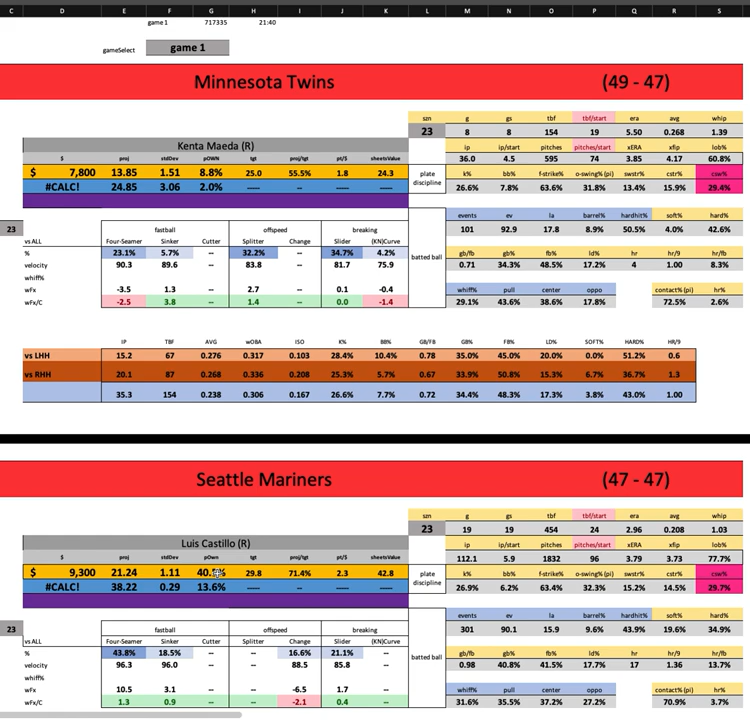 C D E F G H I J K L M N O P Q R S
game 1 717335 21:40
gameSelect game 1
Minnesota Twins (49 - 47)
szn g gs tbf tbf/start era avg whip
23 8 8 154 19 5.50 0.268 1.39
Kenta Maeda (R) ip ip/start pitches pitches/start xERA xfip lob%
$ proj stdDev pOWN tgt proj/tgt pt/$ sheetsValue 36.0 4.5 595 74 3.85 4.17 60.8%
$ 7,800 13.85 1.51 8.8% 25.0 55.5% 1.8 24.3 plate discipline k% bb% f-strike% o-swing% (pi) swstr% cstr% csw%
#CALC! 24.85 3.06 2.0% ---- -- ---- ---- 26.6% 7.8% 63.6% 31.8% 13.4% 15.9% 29.4%
23 events ev la barrel% hardhit% soft% hard%
fastball offspeed breaking 101 92.9 17.8 8.9% 50.5% 4.0% 42.6%
vs ALL Four-Seamer Sinker Cutter Splitter Change Slider (KN)Curve
% 23.1% 5.7% -- 32.2% -- 34.7% 4.2% batted ball gb/fb gb% fb% ld% hr hr/9 hr/fb
velocity 90.3 89.6 -- 83.8 -- 81.7 75.9 0.71 34.3% 48.5% 17.2% 4 1.00 8.3%
whiff%
wFx -3.5 1.3 2.7 0.1 -0.4 whiff% pull center oppo contact% (pi) hr%
wFx/C -2.5 3.8 -- 1.4 -- 0.0 -1.4 29.1% 43.6% 38.6% 17.8% 72.5% 2.6%
IP TBF AVG wOBA ISO K% BB% GB/FB GB% FB% LD% SOFT% HARD% HR/9
vs LHH 15.2 67 0.276 0.317 0.103 28.4% 10.4% 0.78 35.0% 45.0% 20.0% 0.0% 51.2% 0.6
vs RHH 20.1 87 0.268 0.336 0.208 25.3% 5.7% 0.67 33.9% 50.8% 15.3% 6.7% 36.7% 1.3
35.3 154 0.238 0.306 0.167 26.6% 7.7% 0.72 34.4% 48.3% 17.3% 3.8% 43.0% 1.00
Seattle Mariners (47 - 47)
szn g gs tbf tbf/start era avg whip
23 19 19 454 24 2.96 0.208 1.03
Luis Castillo (R) ip ip/start pitches pitches/start xERA xfip lob%
$ proj stdDev pOwn tgt proj/tgt pt/$ sheetsValue 112.1 5.9 1832 96 3.79 3.73 77.7%
$ 9,300 21.24 1.11 29.8 71.4% 2.3 42.8 plate discipline k% bb% f-strike% o-swing% (pi) swstr% cstr% csw%
#CALC! 38.22 0.29 13.6% ---- -- ---- ---- 26.9% 6.2% 63.4% 32.3% 15.2% 14.5% 29.7%
23 events ev la barrel% hardhit% soft% hard%
fastball offspeed breaking 301 90.1 15.9 9.6% 43.9% 19.6% 34.9%
vs ALL Four-Seamer Sinker Cutter Splitter Change Slider (KN)Curve
% 43.8% 18.5% -- -- 16.6% 21.1% -- batted ball gb/fb gb% fb% ld% hr hr/9 hr/fb
velocity 96.3 96.0 -- -- 88.5 85.8 -- 0.98 40.8% 41.5% 17.7% 17 1.36 13.7%
whiff%
wFx 10.5 3.1 -6.5 1.7 whiff% pull center oppo contact% (pi) hr%
wFx/C 1.3 0.9 -- -- -2.1 0.4 -- 31.6% 35.5% 37.2% 27.2% 70.9% 3.7%